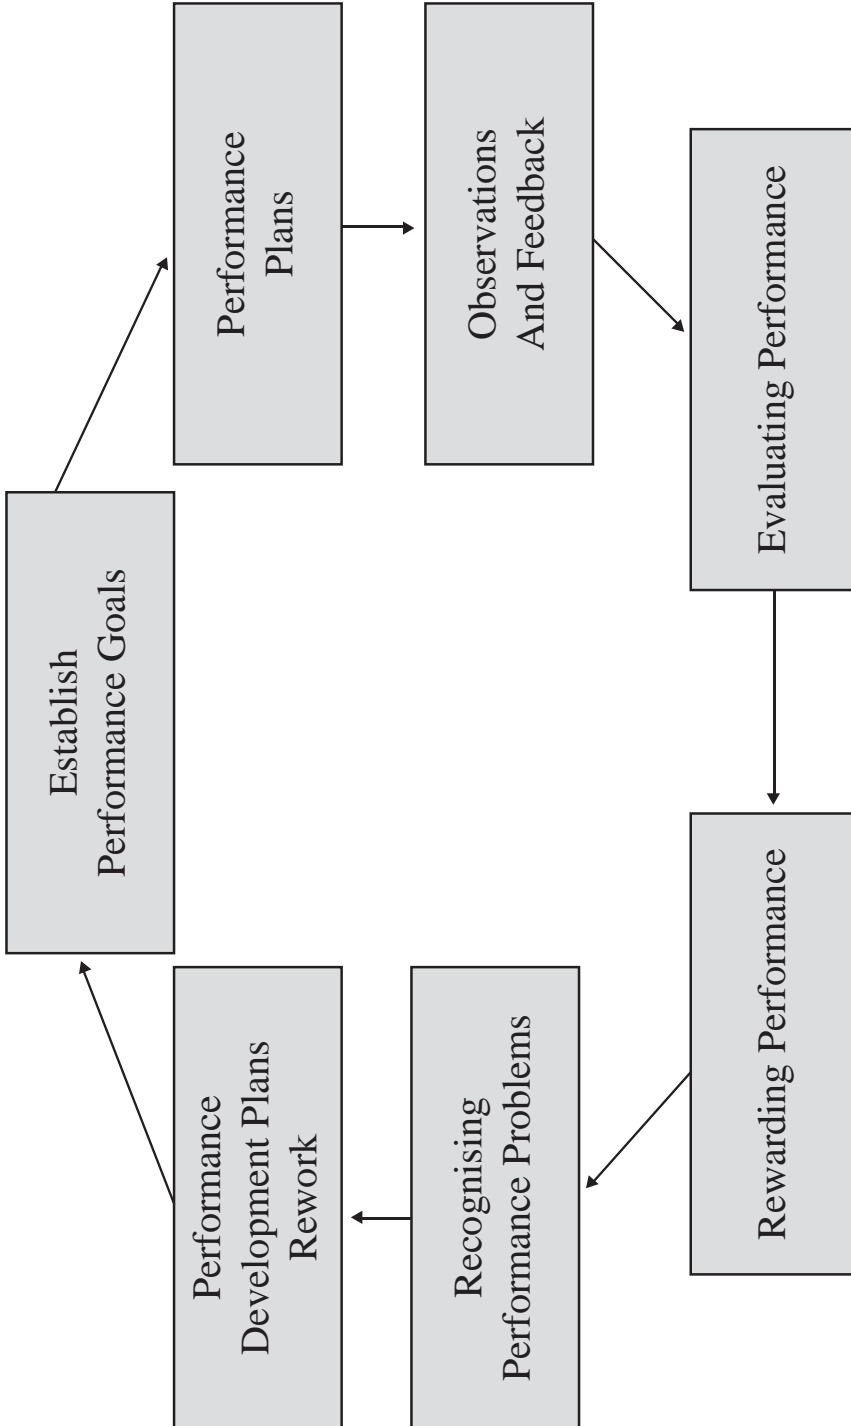 Establish
Performance Goals
Performance
Plans
Observations
And Feedback
Evaluating Performance
Rewarding Performance
Recognising
Performance Problems
Performance
Development Plans
Rework